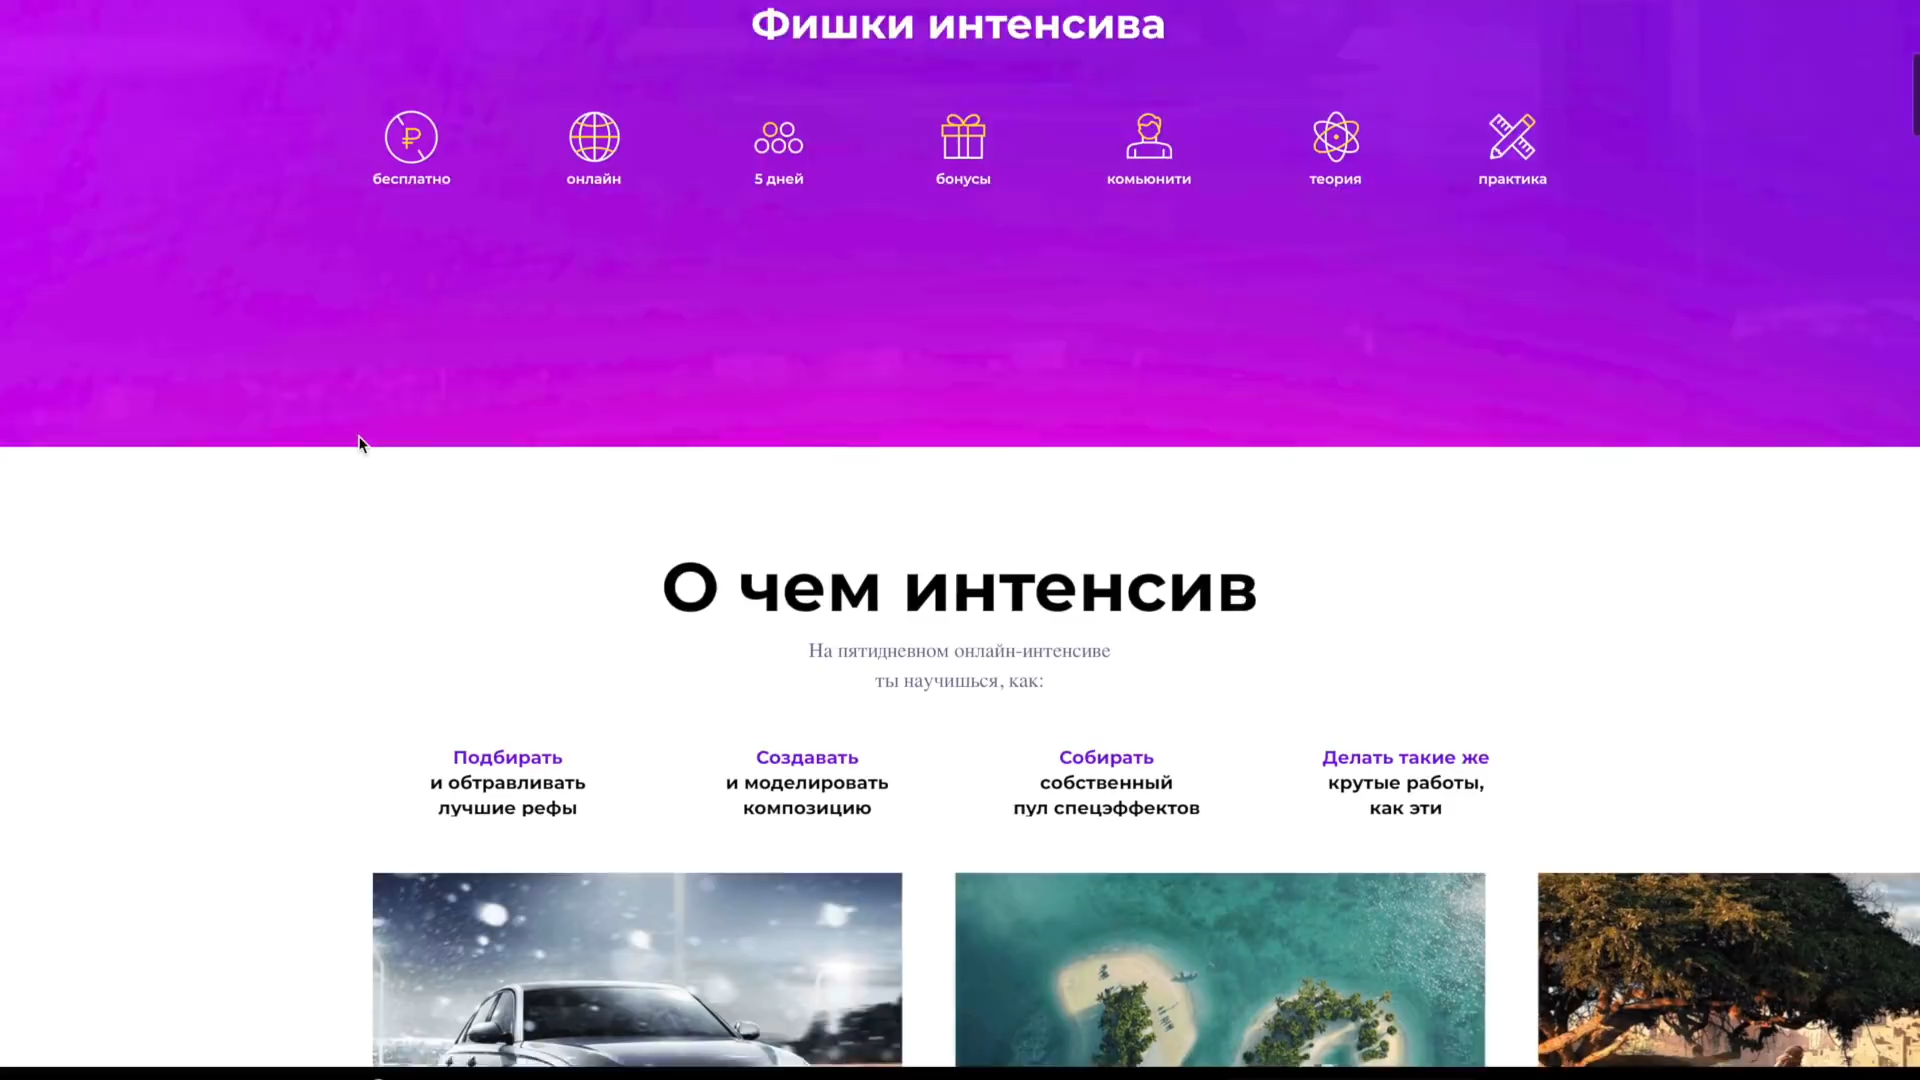 Фишки интенсива
бесплатно
онлайн
5 дней
бонусы
комьюнити
теория
практика
О чем интенсив
На пятидневном онлайн-интенсиве
ты научишься, как:
Подбирать
и обтравливать
лучшие рефы
Создавать
и моделировать
композицию
Собирать
собственный
пул спецэффектов
Делать такие же
крутые работы,
как эти